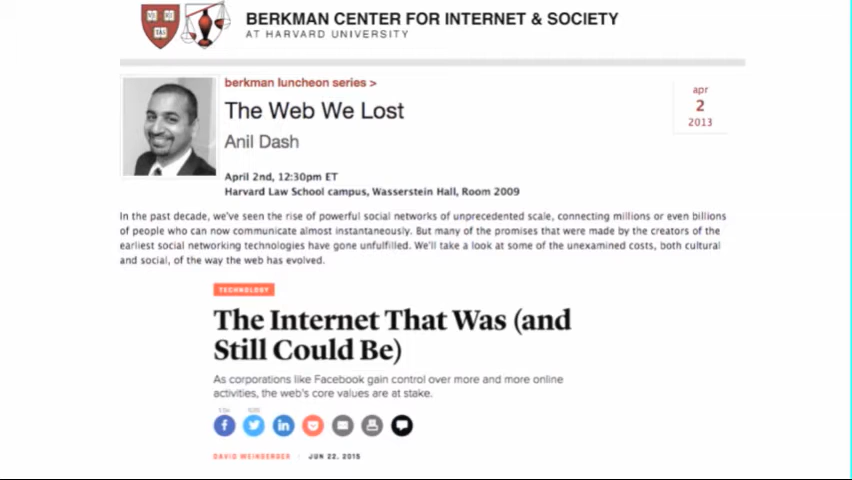 BERKMAN CENTER FOR INTERNET & SOCIETY
AT HARVARD UNIVERSITY
berkman luncheon series >
The Web We Lost
Anil Dash
apr
2
2013
April 2nd, 12:30pm ET
Harvard Law School campus, Wasserstein Hall, Room 2009
In the past decade, we've seen the rise of powerful social networks of unprecedented scale, connecting millions or even billions
of people who can now communicate almost instantaneously. But many of the promises that were made by the creators of the
earliest social networking technologies have gone unfulfilled. We'll take a look at some of the unexamined costs, both cultural
and social, of the way the web has evolved.
TECHNOLOGY
The Internet That Was (and
Still Could Be)
As corporations like Facebook gain control over more and more online
activities, the web's core values are at stake.
DAVID WEINBERGER JUN 22, 2015